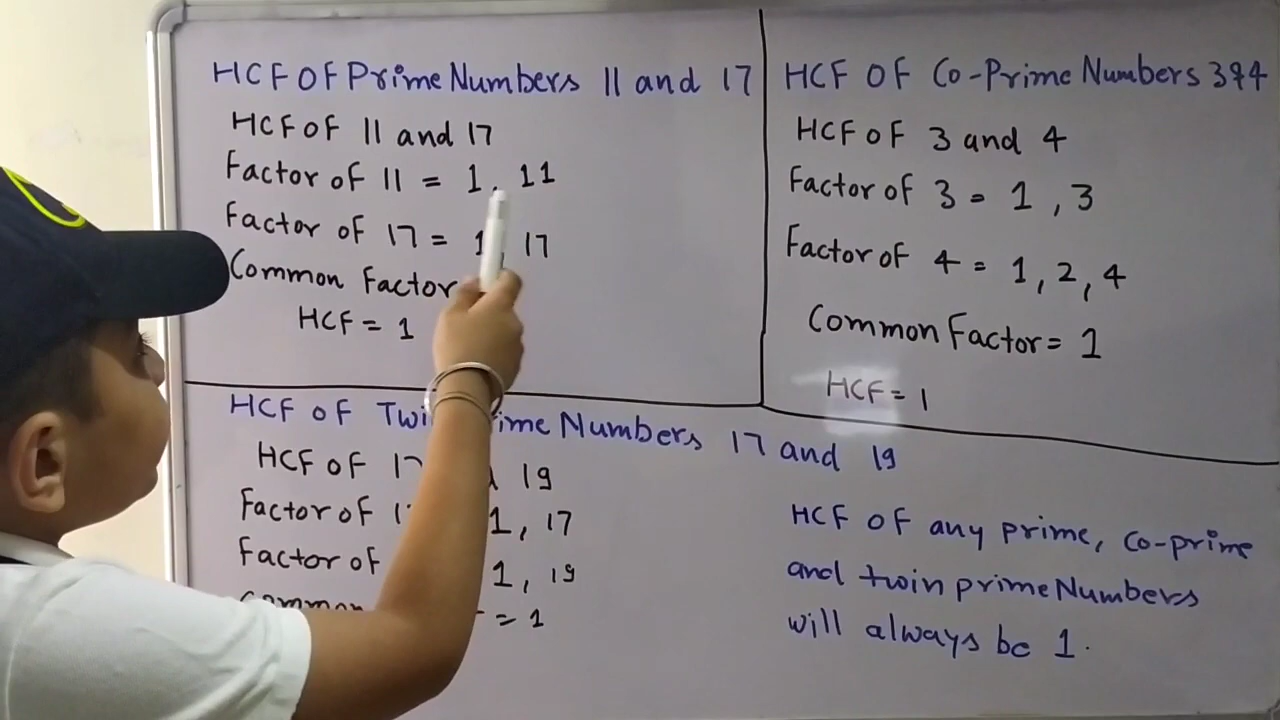 HCF OF Prime Numbers 11 and 17
HCF OF 11 and 17
Factor of 11 = 1, 11
Factor of 17 = 1, 17
Common Factor
HCF = 1
HCF OF Co-Prime Numbers 3&4
HCF OF 3 and 4
Factor of 3 = 1, 3
Factor of 4 = 1, 2, 4
Common Factor = 1
HCF = 1
HCF OF Numbers 17 and 19
HCF OF 19
Factor of 1, 17
Factor of 1, 19
Common = 1
HCF OF any prime, co-prime
and twin prime Numbers
will always be 1.